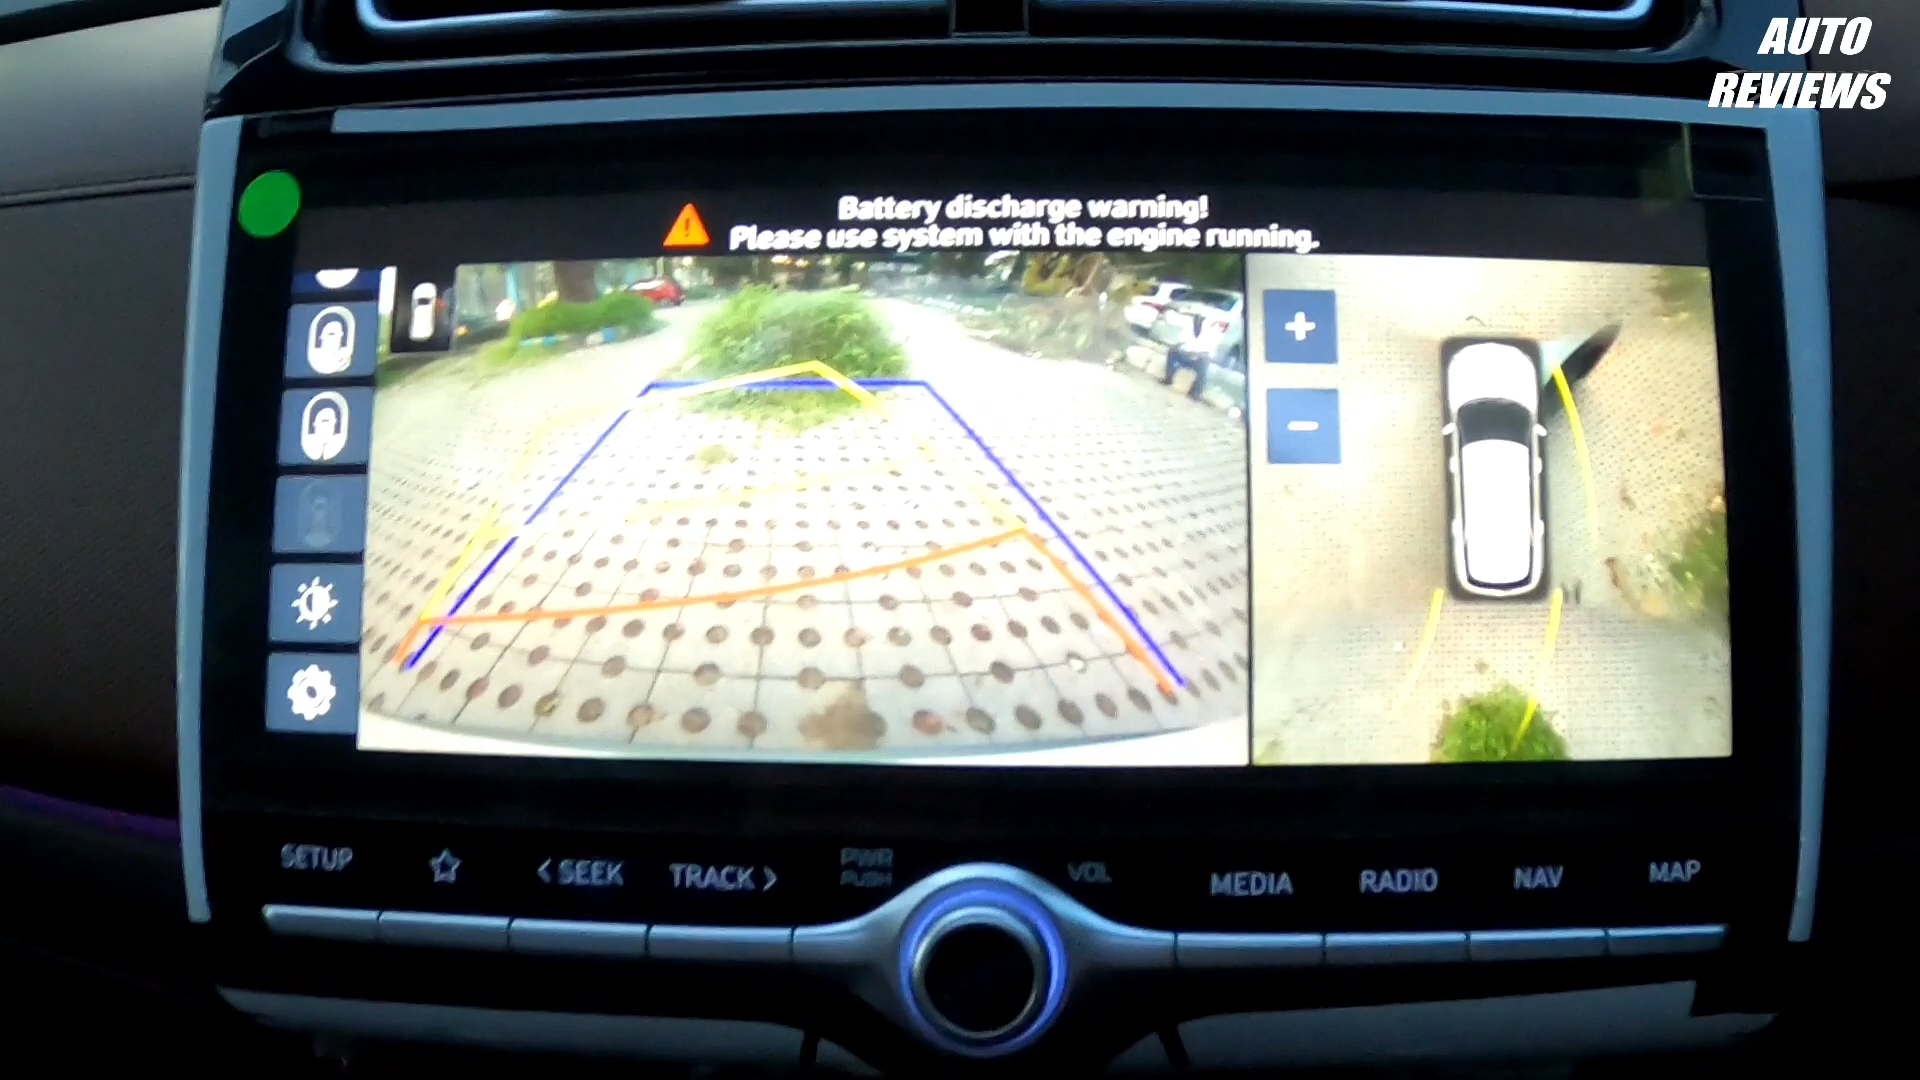 AUTO
REVIEWS
Battery discharge warning!
Please use system with the engine running.
SETUP
< SEEK
TRACK >
PWR
PUSH
VOL
MEDIA
RADIO
NAV
MAP